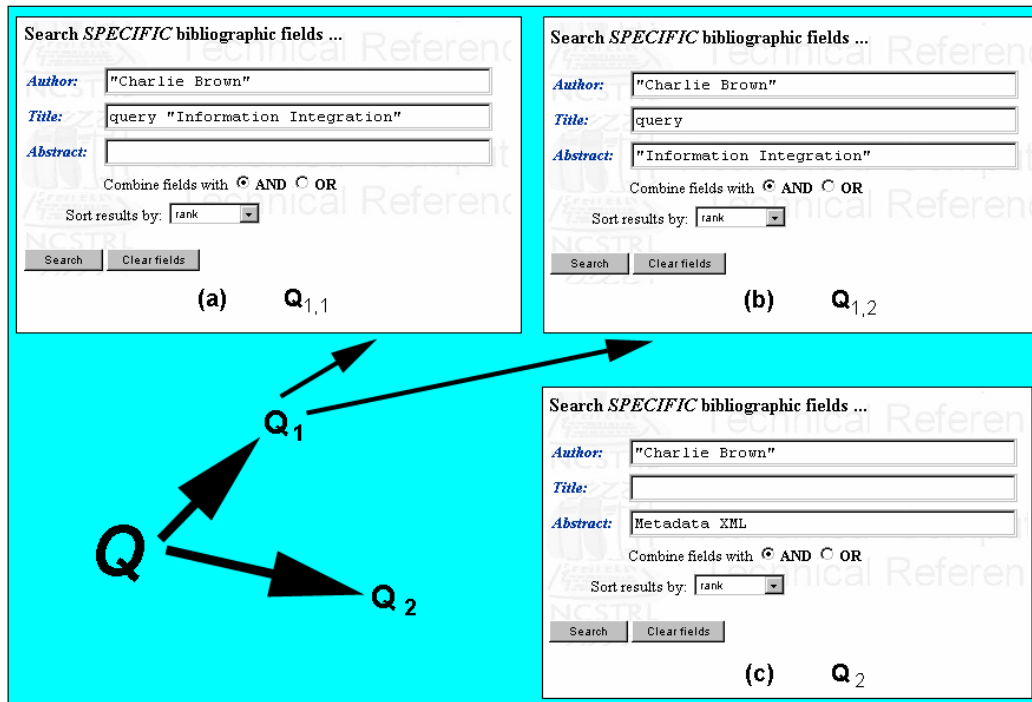 Search SPECIFIC bibliographic fields ...
Author: "Charlie Brown"
Title: query "Information Integration"
Abstract:
Combine fields with AND OR
Sort results by: rank
Search Clear fields
(a) Q1,1
Search SPECIFIC bibliographic fields ...
Author: "Charlie Brown"
Title: query
Abstract: "Information Integration"
Combine fields with AND OR
Sort results by: rank
Search Clear fields
(b) Q1,2
Q 1
Q
Q 2
Search SPECIFIC bibliographic fields ...
Author: "Charlie Brown"
Title:
Abstract: Metadata XML
Combine fields with AND OR
Sort results by: rank
Search Clear fields
(c) Q 2